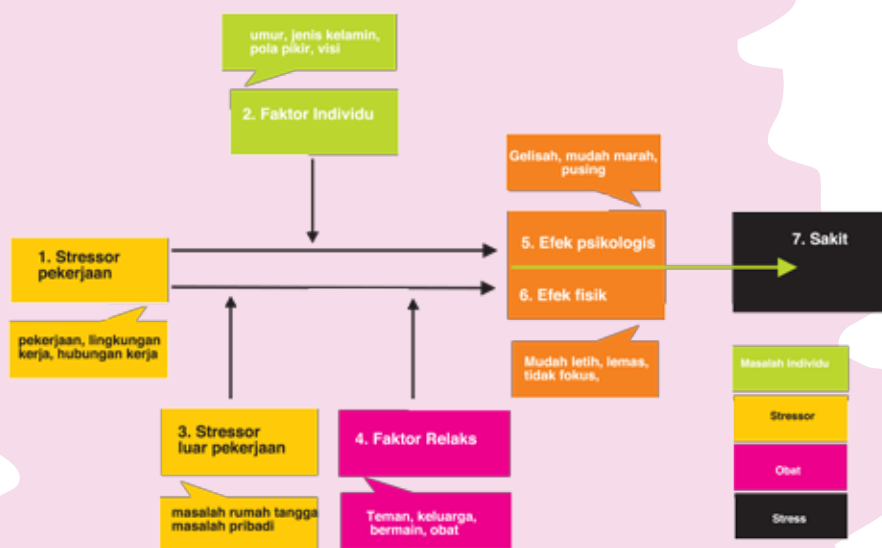 umur, jenis kelamin,
pola pikir, visi
2. Faktor Individu
Gelisah, mudah marah,
pusing
1. Stressor
pekerjaan
5. Efek psikologis
6. Efek fisik
7. Sakit
pekerjaan, lingkungan
kerja, hubungan kerja
Mudah letih, lemas,
tidak fokus,
3. Stressor
luar pekerjaan
4. Faktor Relaks
masalah rumah tangga
masalah pribadi
Teman, keluarga,
bermain, obat
Masalah Individu
Stressor
Obat
Stress